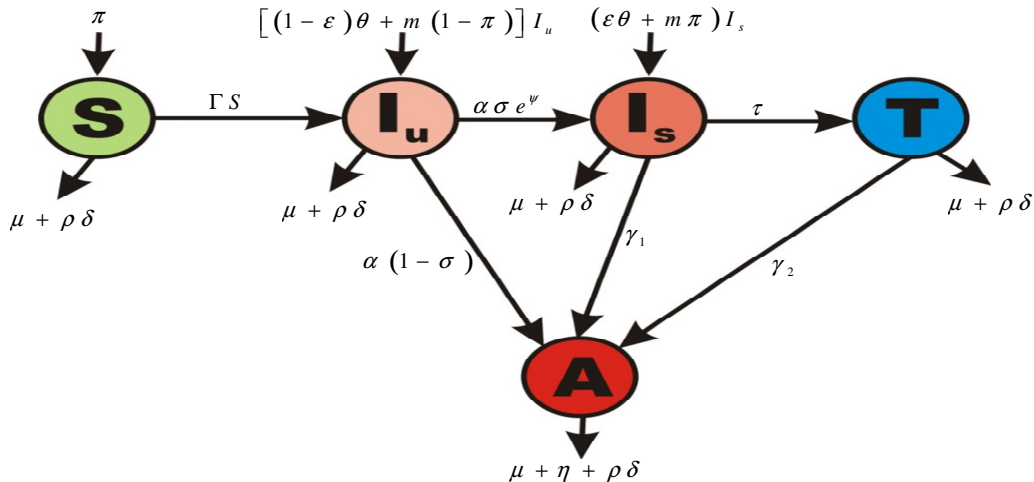 π
[(1 − ε)θ + m (1 − π)] I_u
(εθ + m π) I_s
S
Γ S
I_u
α σ e^ψ
I_s
τ
T
μ + ρ δ
μ + ρ δ
μ + ρ δ
μ + ρ δ
α (1 − σ)
γ_1
γ_2
A
μ + η + ρ δ